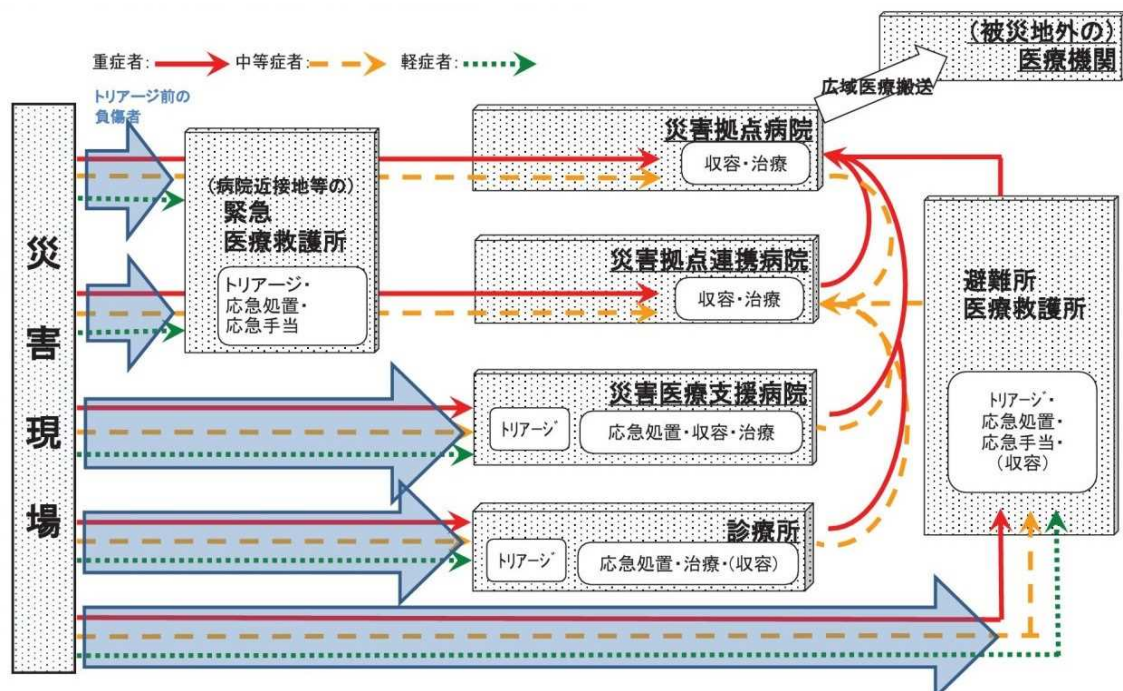 (被災地外の)
医療機関
重症者:
中等症者:
軽症者:
広域医療搬送
トリアージ前の
負傷者
災害現場
(病院近接地等の)
緊急
医療救護所
トリアージ・
応急処置・
応急手当
災害拠点病院
収容・治療
災害拠点連携病院
収容・治療
災害医療支援病院
トリアージ
応急処置・収容・治療
診療所
トリアージ
応急処置・治療・(収容)
避難所
医療救護所
トリアージ・
応急処置・
応急手当・
(収容)